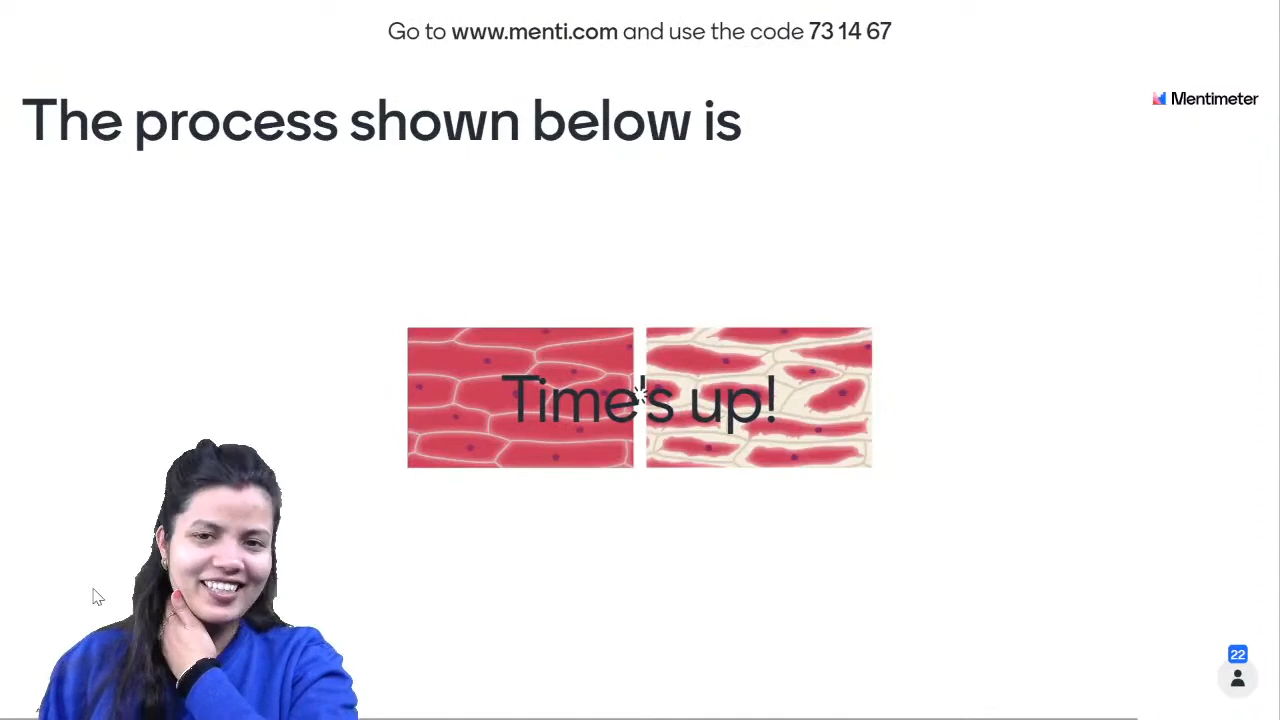 Go to www.menti.com and use the code 73 14 67
Mentimeter
The process shown below is
Time's up!
22